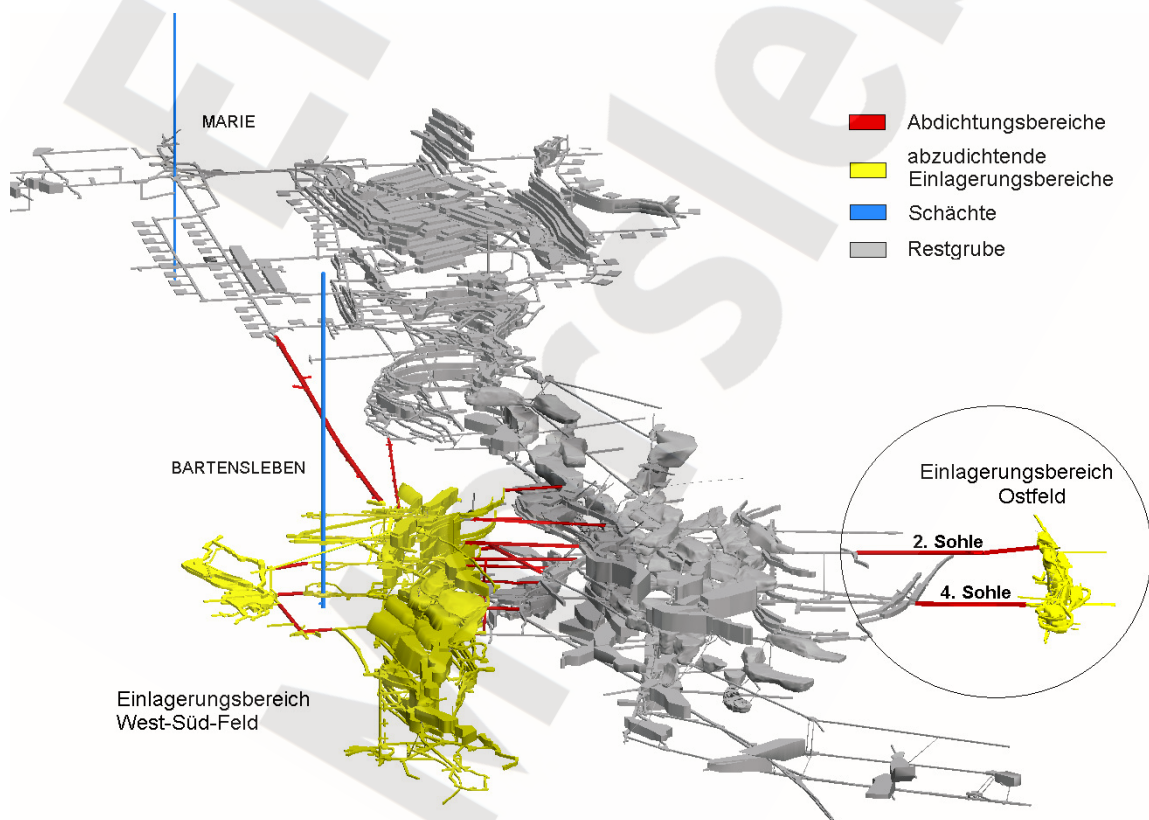 MARIE
Abdichtungsbereiche
abzudichtende
Einlagerungsbereiche
Schächte
Restgrube
BARTENSLEBEN
Einlagerungsbereich
Ostfeld
2. Sohle
4. Sohle
Einlagerungsbereich
West-Süd-Feld